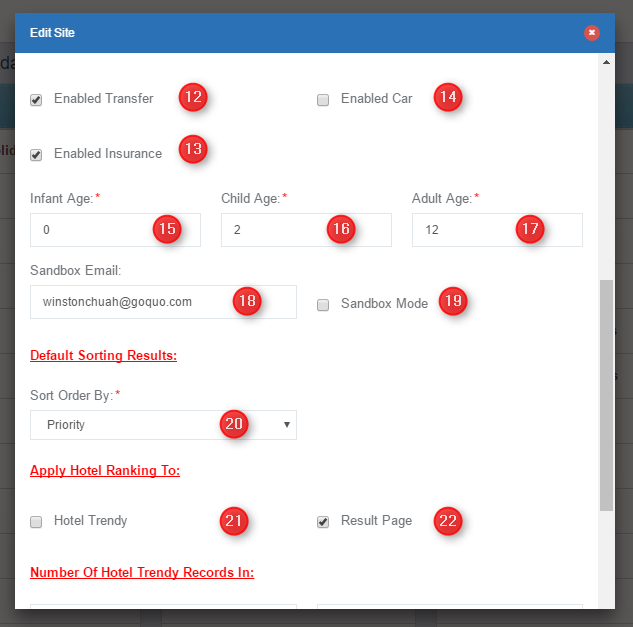 Edit Site
Enabled Transfer 12 Enabled Car 14
Enabled Insurance 13
Infant Age:* Child Age:* Adult Age:*
0 15 2 16 12 17
Sandbox Email:
winstonchuah@goquo.com 18 Sandbox Mode 19
Default Sorting Results:
Sort Order By:*
Priority 20
Apply Hotel Ranking To:
Hotel Trendy 21 Result Page 22
Number Of Hotel Trendy Records In: